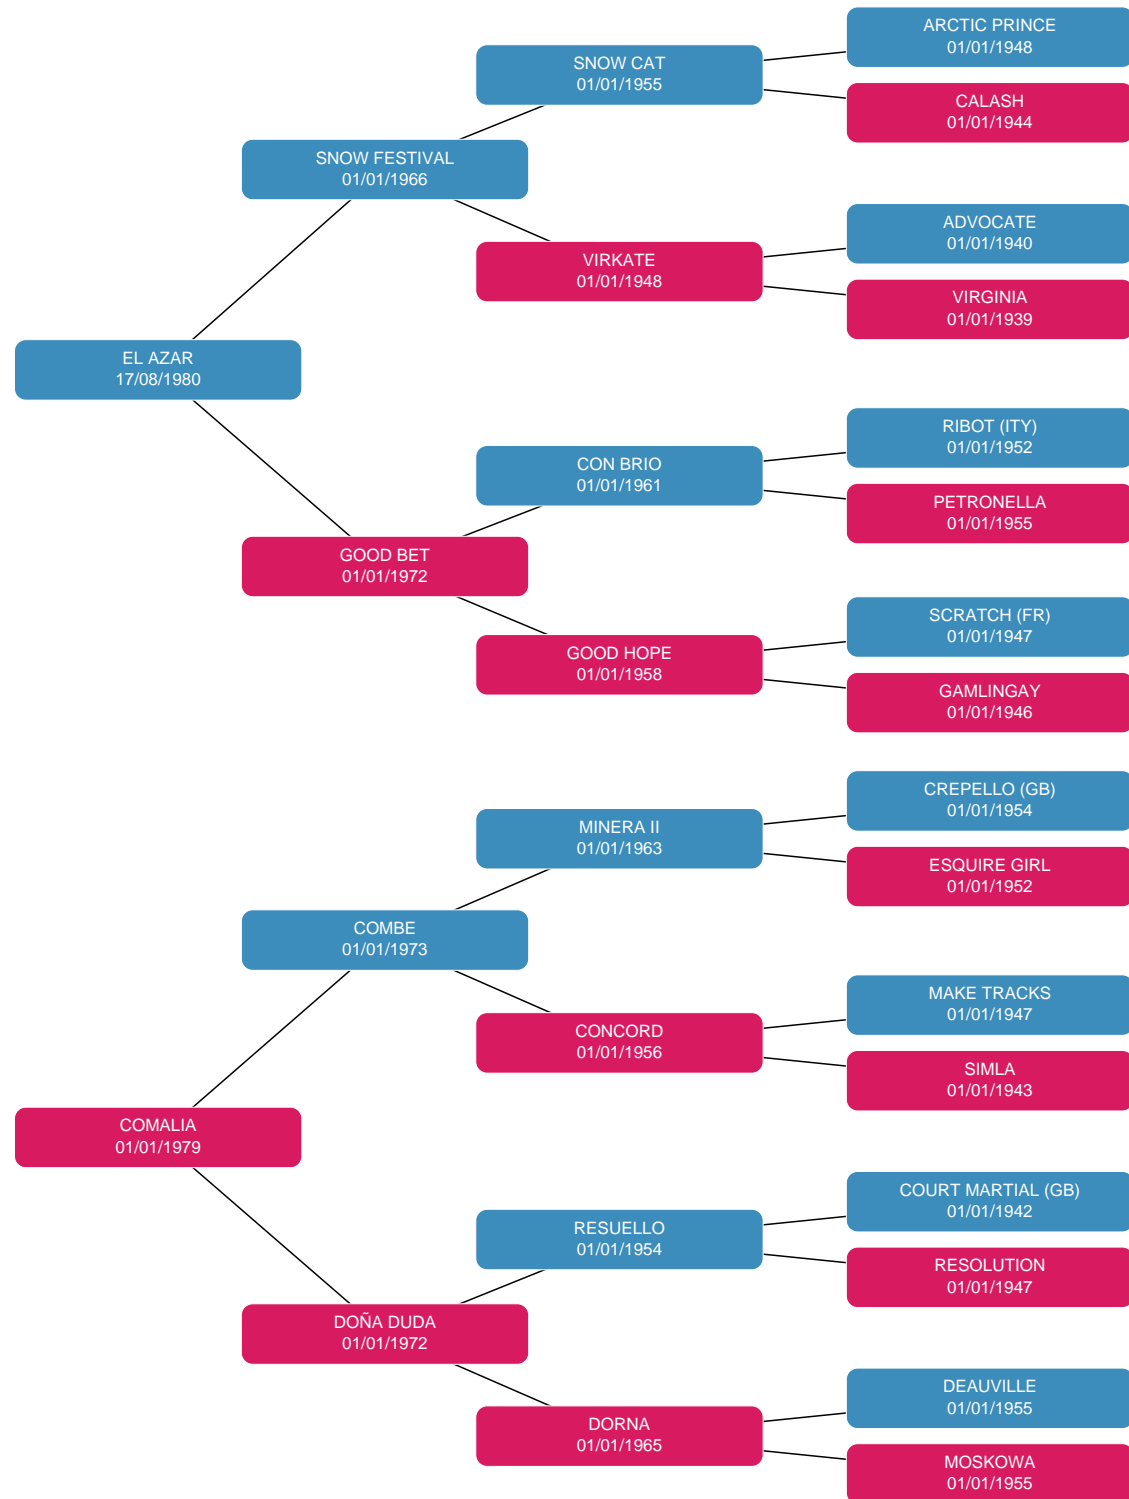 ARCTIC PRINCE
01/01/1948
SNOW CAT
01/01/1955
CALASH
01/01/1944
SNOW FESTIVAL
01/01/1966
ADVOCATE
01/01/1940
VIRKATE
01/01/1948
VIRGINIA
01/01/1939
EL AZAR
17/08/1980
RIBOT (ITY)
01/01/1952
CON BRIO
01/01/1961
PETRONELLA
01/01/1955
GOOD BET
01/01/1972
SCRATCH (FR)
01/01/1947
GOOD HOPE
01/01/1958
GAMLINGAY
01/01/1946
CREPELLO (GB)
01/01/1954
MINERA II
01/01/1963
ESQUIRE GIRL
01/01/1952
COMBE
01/01/1973
MAKE TRACKS
01/01/1947
CONCORD
01/01/1956
SIMLA
01/01/1943
COMALIA
01/01/1979
COURT MARTIAL (GB)
01/01/1942
RESUELLO
01/01/1954
RESOLUTION
01/01/1947
DOÑA DUDA
01/01/1972
DEAUVILLE
01/01/1955
DORNA
01/01/1965
MOSKOWA
01/01/1955